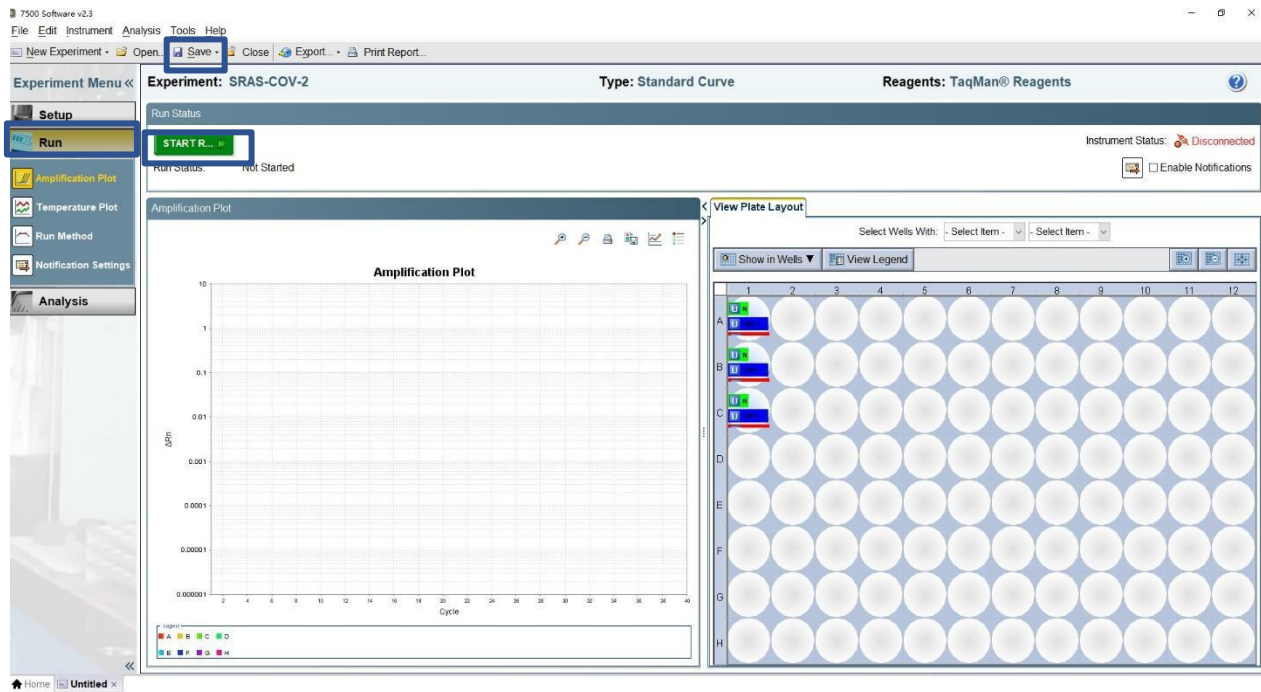 7500 Software v2.3
File Edit Instrument Analysis Tools Help
New Experiment Open... Save Close Export... Print Report...
Experiment Menu «
Experiment: SRAS-COV-2 Type: Standard Curve Reagents: TaqMan® Reagents ?
Setup
Run
Amplification Plot
Temperature Plot
Run Method
Notification Settings
Analysis
Run Status
START R... »
Instrument Status: Disconnected
Run Status: Not Started
Enable Notifications
Amplification Plot
Amplification Plot
10
1
0.1
0.01
0.001
0.0001
0.00001
0.000001
ΔRn
2 4 6 8 10 12 14 16 18 20 22 24 26 28 30 32 34 36 38 40
Cycle
Legend
A B C D
E F G H
View Plate Layout
Select Wells With: - Select Item - - Select Item -
Show in Wells ▼ View Legend
1 2 3 4 5 6 7 8 9 10 11 12
A
U N
U
B
U N
U
C
U N
U
D
E
F
G
H
«
Home Untitled ×